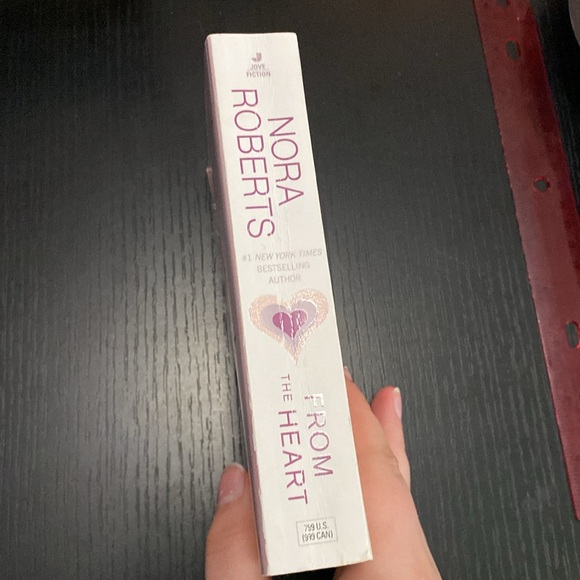 J
JOVE
FICTION
NORA
ROBERTS
#1 NEW YORK TIMES
BESTSELLING
AUTHOR
FROM
THE HEART
7.99 U.S.
(9.99 CAN)